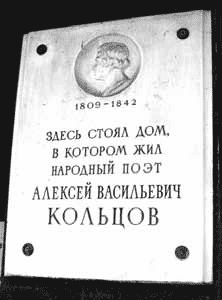 1809-1842
ЗДЕСЬ СТОЯЛ ДОМ,
В КОТОРОМ ЖИЛ
НАРОДНЫЙ ПОЭТ
АЛЕКСЕЙ ВАСИЛЬЕВИЧ
КОЛЬЦОВ